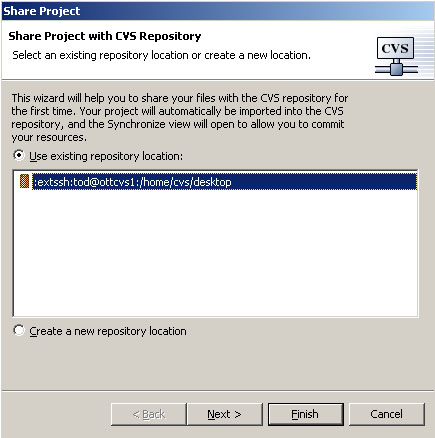 Share Project
Share Project with CVS Repository
Select an existing repository location or create a new location.
CVS
This wizard will help you to share your files with the CVS repository for
the first time. Your project will automatically be imported into the CVS
repository, and the Synchronize view will open to allow you to commit
your resources.
Use existing repository location:
:extssh:tod@ottcvs1:/home/cvs/desktop
Create a new repository location
< Back Next > Finish Cancel